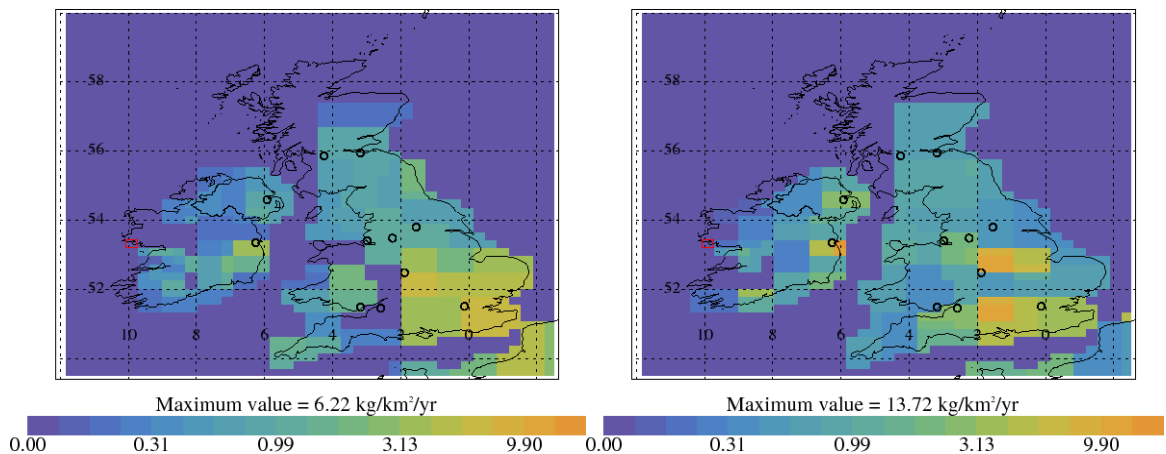 58 58
56 56
54 54
52 52
10 8 6 4 2 0 10 8 6 4 2 0
Maximum value = 6.22 kg/km²/yr Maximum value = 13.72 kg/km²/yr
0.00 0.31 0.99 3.13 9.90 0.00 0.31 0.99 3.13 9.90